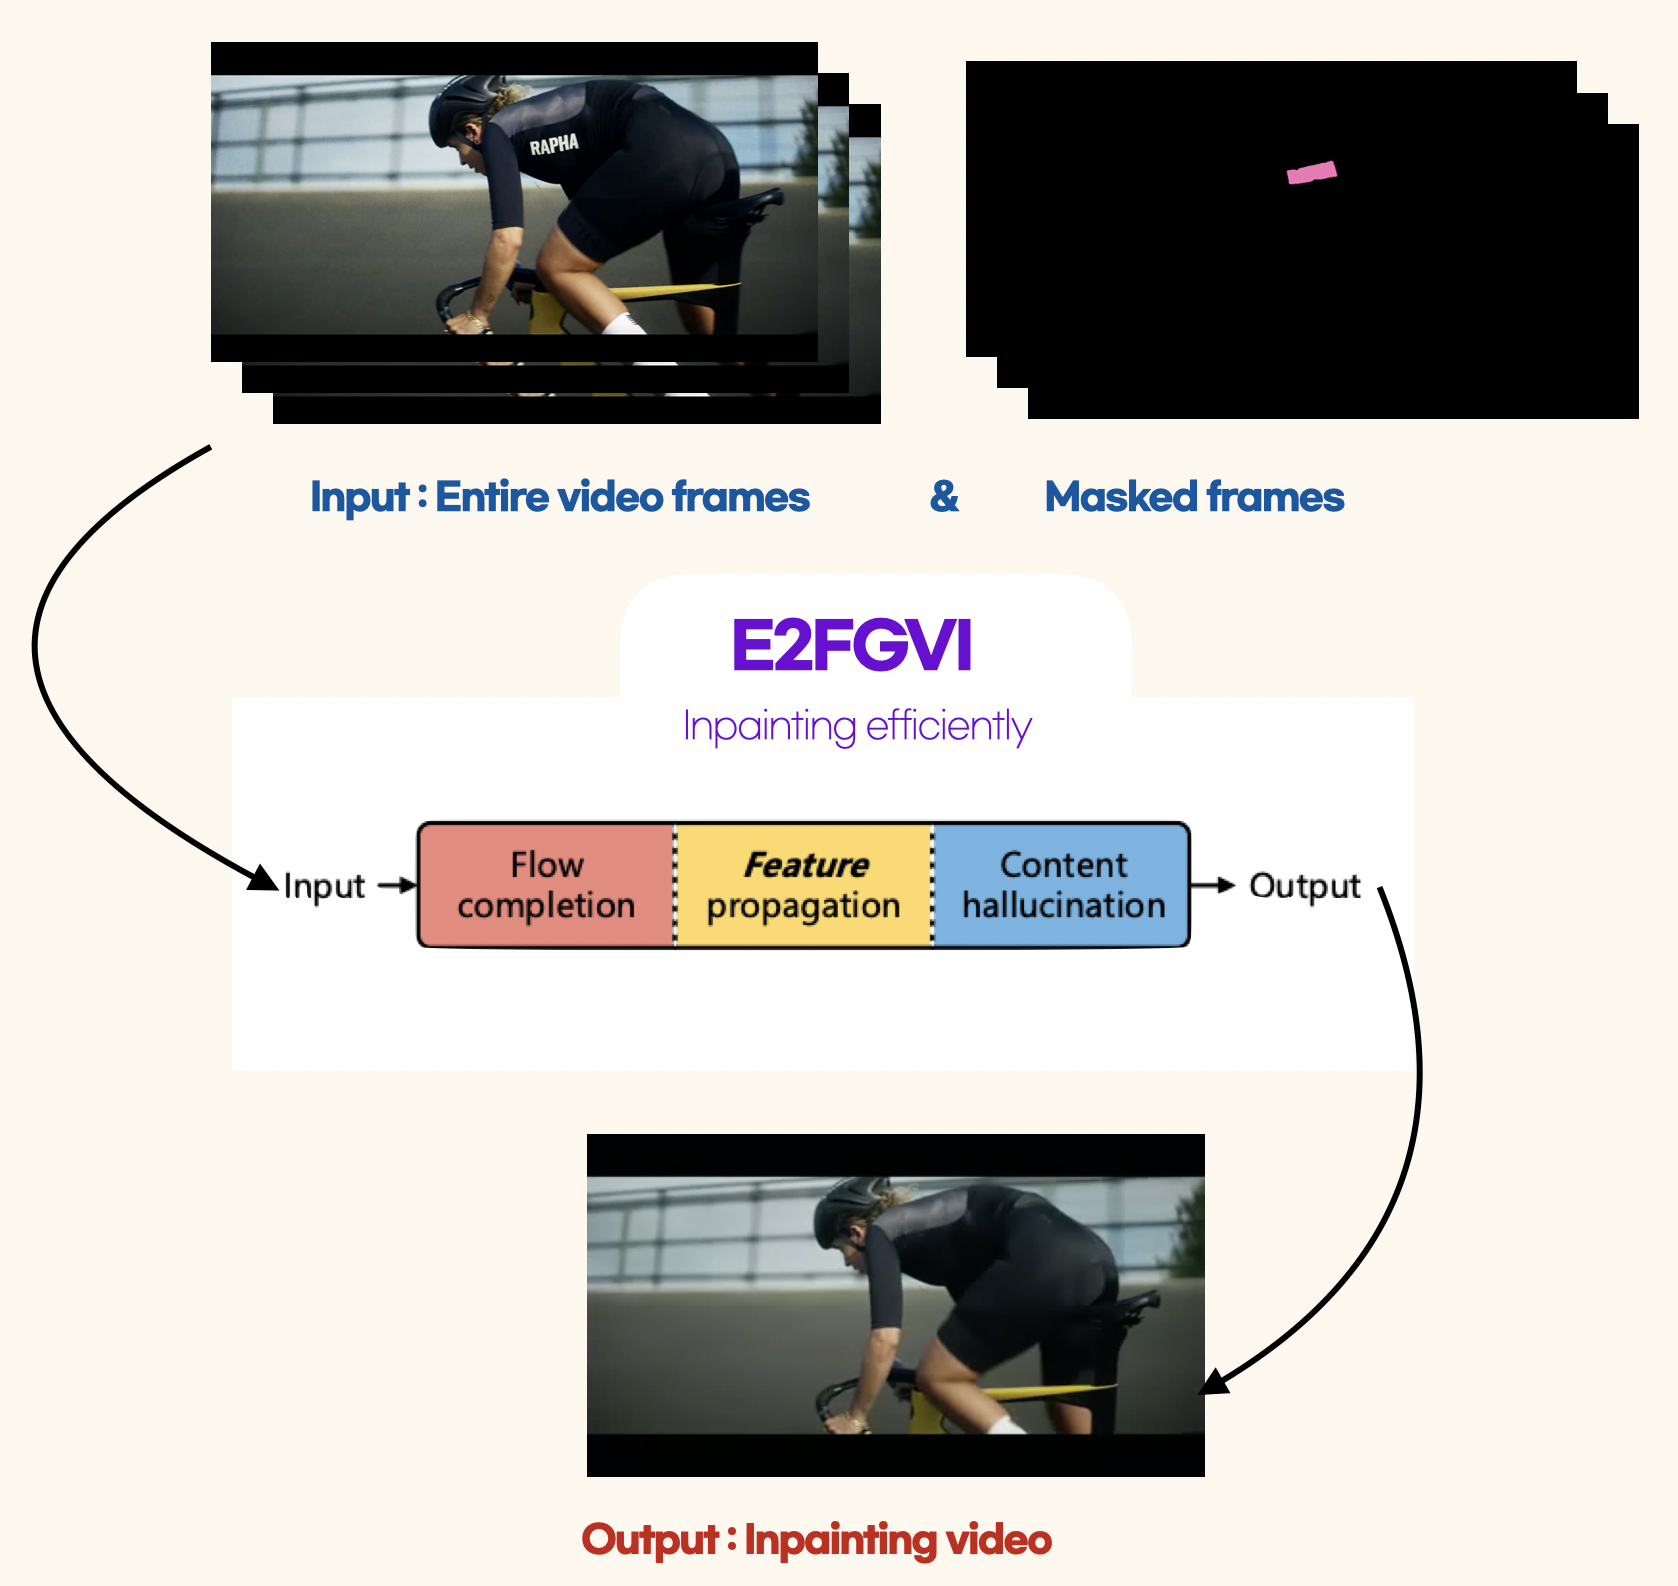 RAPHA
Input : Entire video frames & Masked frames
E2FGVI
Inpainting efficiently
Input
Flow
completion
Feature
propagation
Content
hallucination
Output
Output : Inpainting video